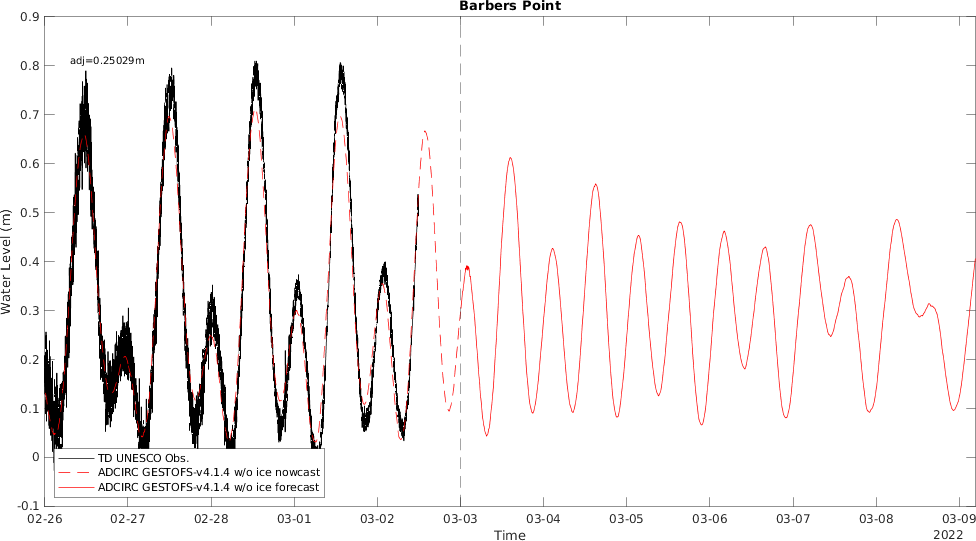 Barbers Point
adj=0.25029m
Water Level (m)
0.9
0.8
0.7
0.6
0.5
0.4
0.3
0.2
0.1
0
-0.1
TD UNESCO Obs.
ADCIRC GESTOFS-v4.1.4 w/o ice nowcast
ADCIRC GESTOFS-v4.1.4 w/o ice forecast
02-26 02-27 02-28 03-01 03-02 03-03 03-04 03-05 03-06 03-07 03-08 03-09
Time
2022